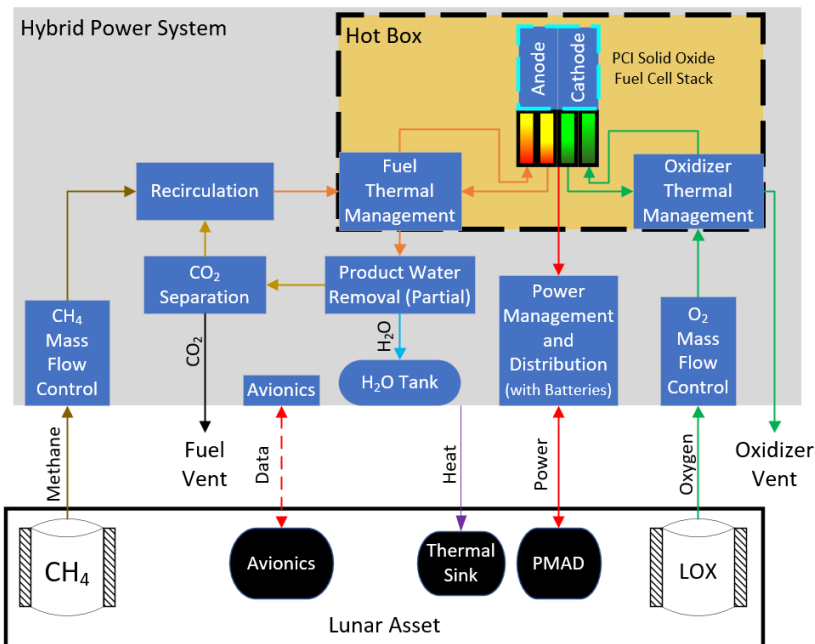 Hybrid Power System
Hot Box
Anode
Cathode
PCI Solid Oxide
Fuel Cell Stack
Recirculation
Fuel
Thermal
Management
Oxidizer
Thermal
Management
CO₂
Separation
Product Water
Removal (Partial)
Power
Management
and
Distribution
(with Batteries)
CH₄
Mass
Flow
Control
O₂
Mass
Flow
Control
CO₂
H₂O
H₂O Tank
Avionics
Methane
Fuel
Vent
Data
Heat
Power
Oxygen
Oxidizer
Vent
CH₄
Avionics
Thermal
Sink
PMAD
LOX
Lunar Asset